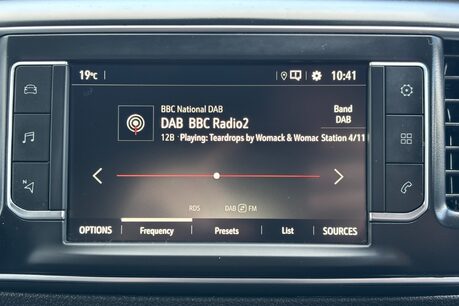 19°C 10:41
BBC National DAB
Band
DAB BBC Radio2
DAB
12B · Playing: Teardrops by Womack & Womac Station 4/11
RDS DAB FM
OPTIONS Frequency Presets List SOURCES